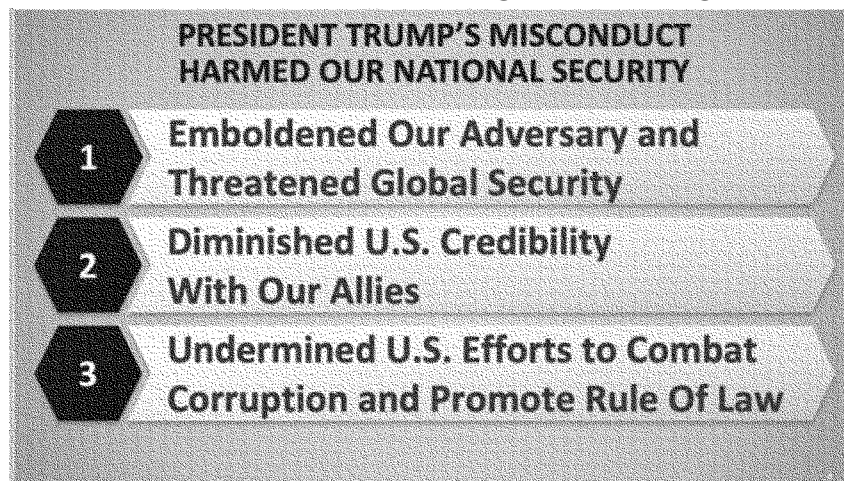 PRESIDENT TRUMP'S MISCONDUCT
HARMED OUR NATIONAL SECURITY
1
Emboldened Our Adversary and
Threatened Global Security
2
Diminished U.S. Credibility
With Our Allies
3
Undermined U.S. Efforts to Combat
Corruption and Promote Rule Of Law